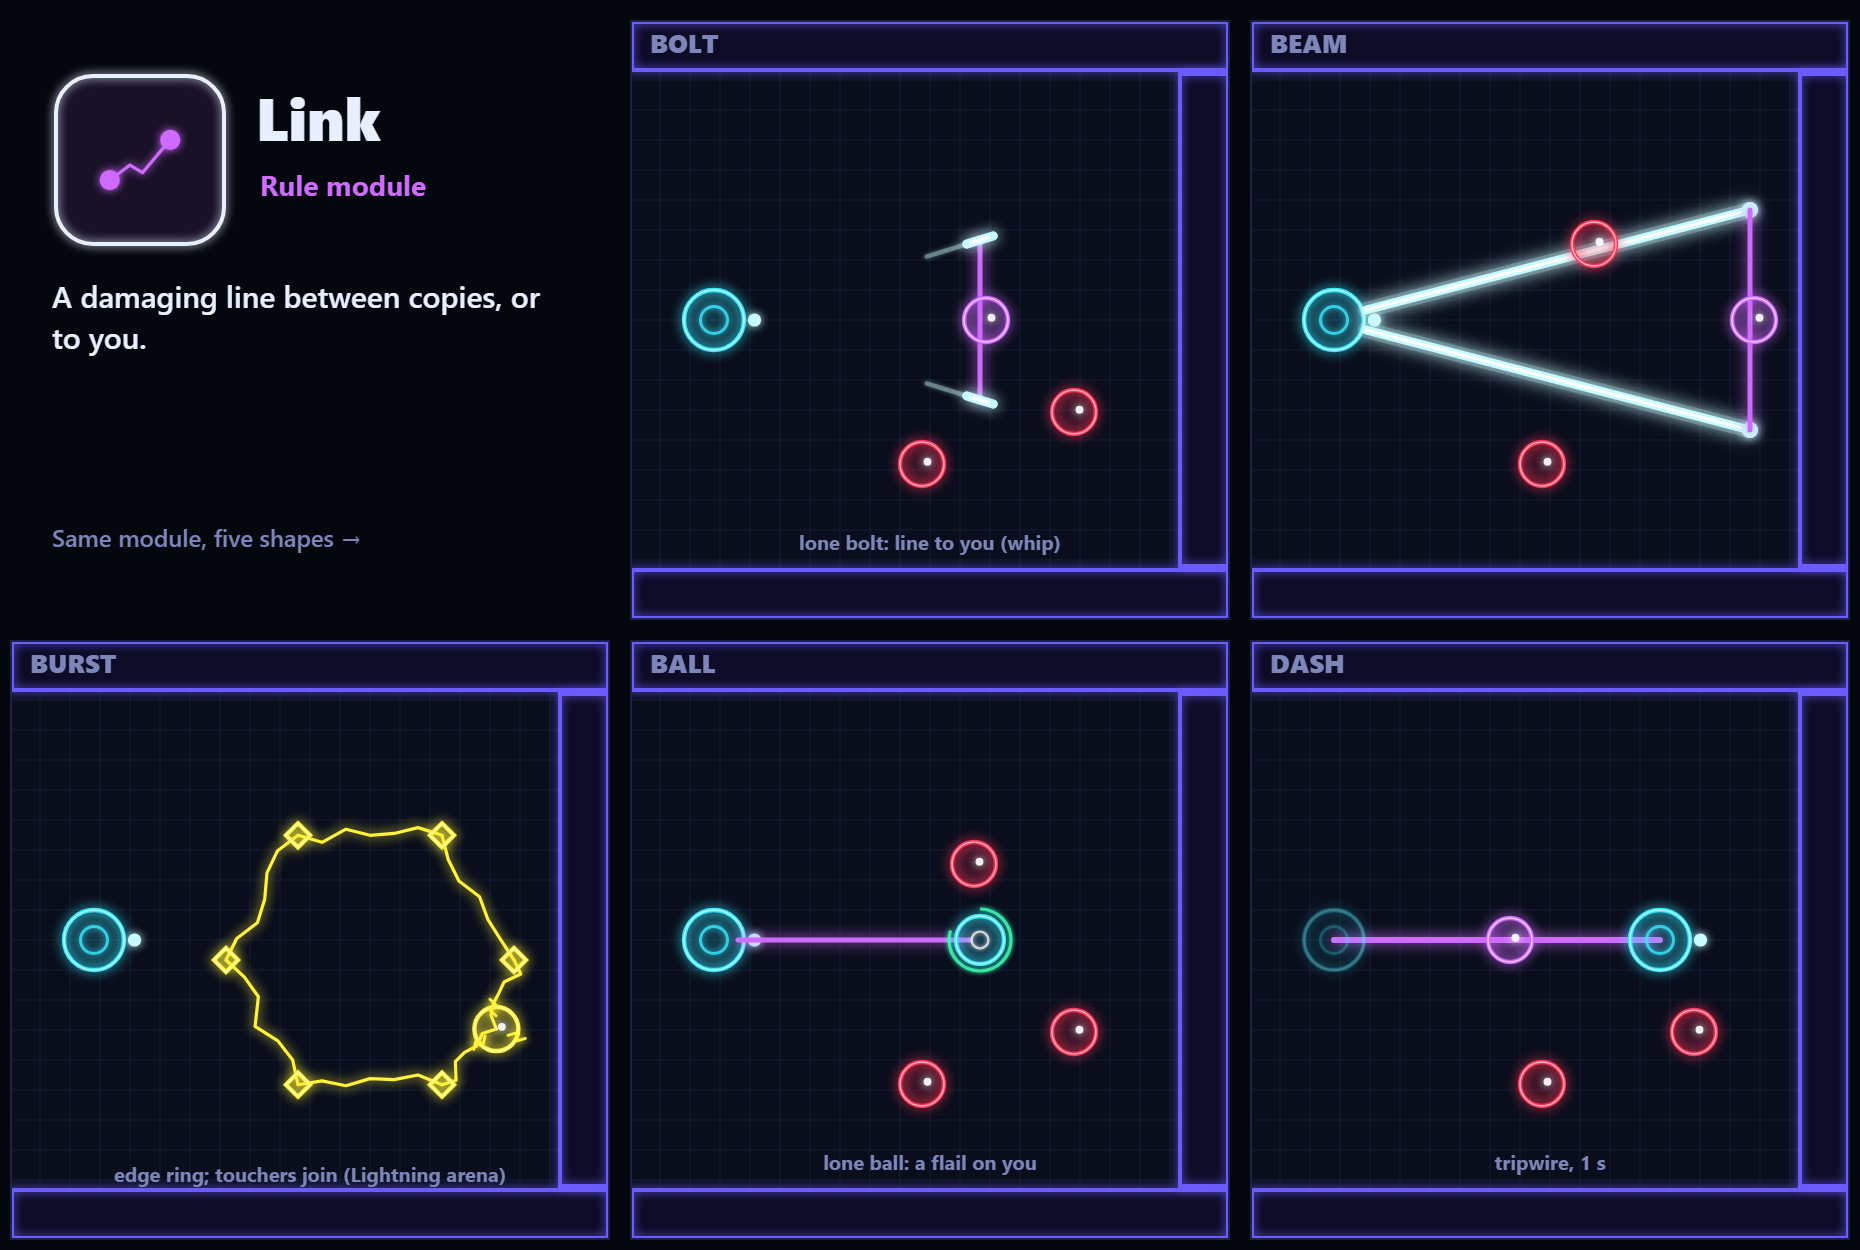 Link
Rule module
A damaging line between copies, or
to you.
Same module, five shapes →
BOLT
lone bolt: line to you (whip)
BEAM
BURST
edge ring; touchers join (Lightning arena)
BALL
lone ball: a flail on you
DASH
tripwire, 1 s